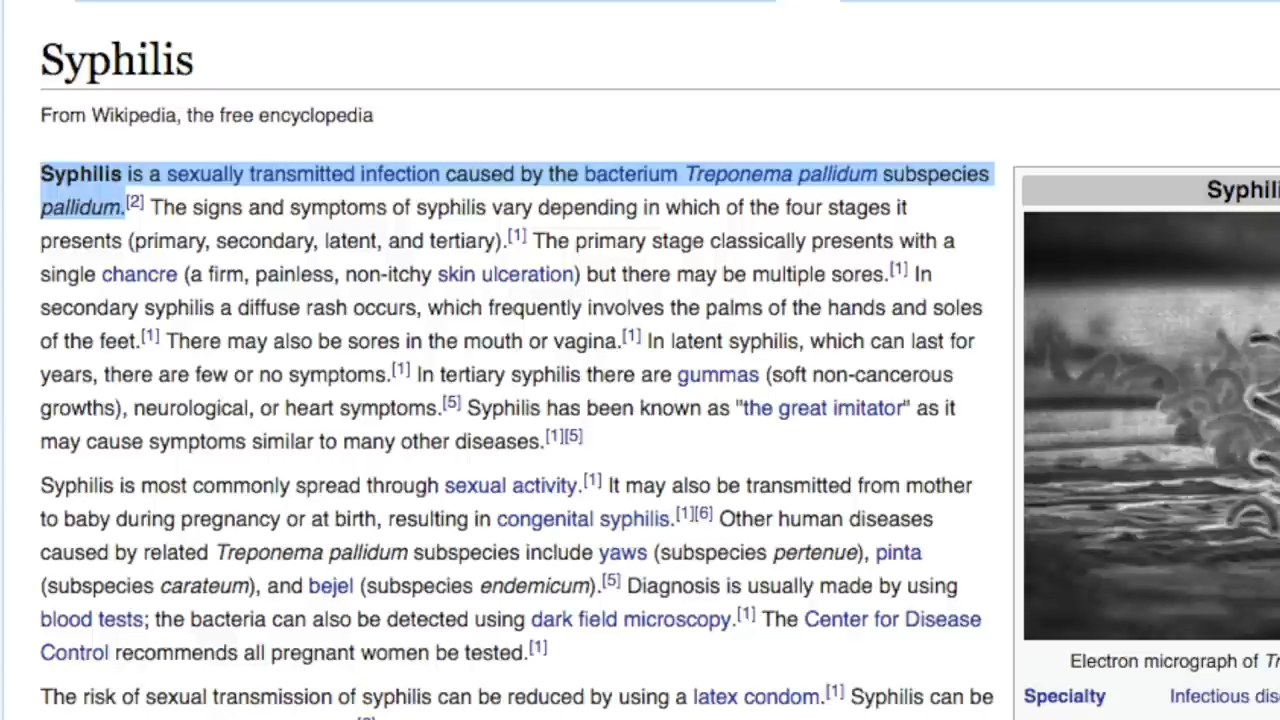 Syphilis
From Wikipedia, the free encyclopedia
Syphilis is a sexually transmitted infection caused by the bacterium Treponema pallidum subspecies
pallidum.[2] The signs and symptoms of syphilis vary depending in which of the four stages it
presents (primary, secondary, latent, and tertiary).[1] The primary stage classically presents with a
single chancre (a firm, painless, non-itchy skin ulceration) but there may be multiple sores.[1] In
secondary syphilis a diffuse rash occurs, which frequently involves the palms of the hands and soles
of the feet.[1] There may also be sores in the mouth or vagina.[1] In latent syphilis, which can last for
years, there are few or no symptoms.[1] In tertiary syphilis there are gummas (soft non-cancerous
growths), neurological, or heart symptoms.[5] Syphilis has been known as "the great imitator" as it
may cause symptoms similar to many other diseases.[1][5]
Syphilis is most commonly spread through sexual activity.[1] It may also be transmitted from mother
to baby during pregnancy or at birth, resulting in congenital syphilis.[1][6] Other human diseases
caused by related Treponema pallidum subspecies include yaws (subspecies pertenue), pinta
(subspecies carateum), and bejel (subspecies endemicum).[5] Diagnosis is usually made by using
blood tests; the bacteria can also be detected using dark field microscopy.[1] The Center for Disease
Control recommends all pregnant women be tested.[1]
The risk of sexual transmission of syphilis can be reduced by using a latex condom.[1] Syphilis can be
Syphili
Electron micrograph of Tr
Specialty Infectious dis